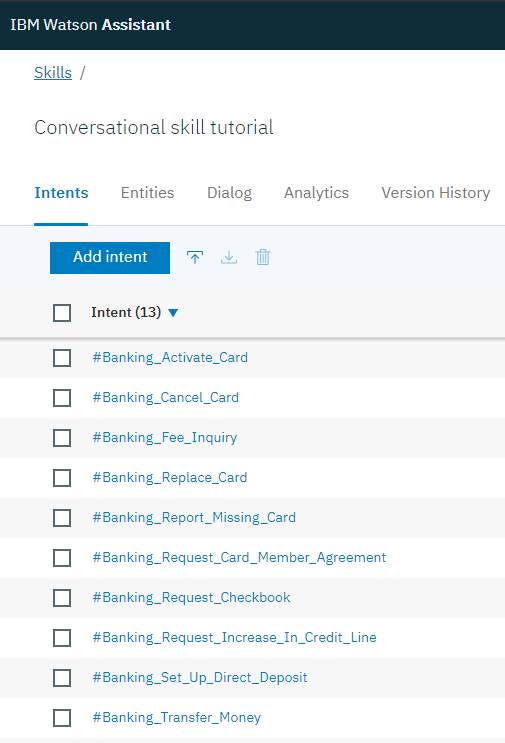 IBM Watson Assistant
Skills /
Conversational skill tutorial
Intents Entities Dialog Analytics Version History
Add intent
Intent (13) ▼
#Banking_Activate_Card
#Banking_Cancel_Card
#Banking_Fee_Inquiry
#Banking_Replace_Card
#Banking_Report_Missing_Card
#Banking_Request_Card_Member_Agreement
#Banking_Request_Checkbook
#Banking_Request_Increase_In_Credit_Line
#Banking_Set_Up_Direct_Deposit
#Banking_Transfer_Money